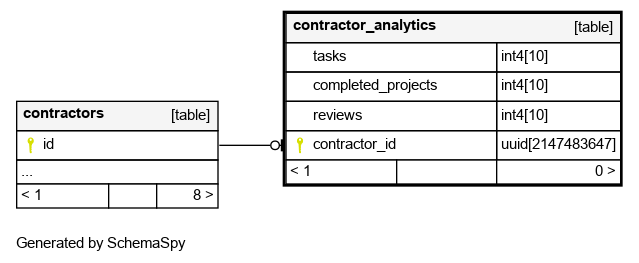 contractor_analytics [table]
tasks int4[10]
completed_projects int4[10]
reviews int4[10]
contractor_id uuid[2147483647]
< 1 0 >
contractors [table]
id
...
< 1 8 >
Generated by SchemaSpy